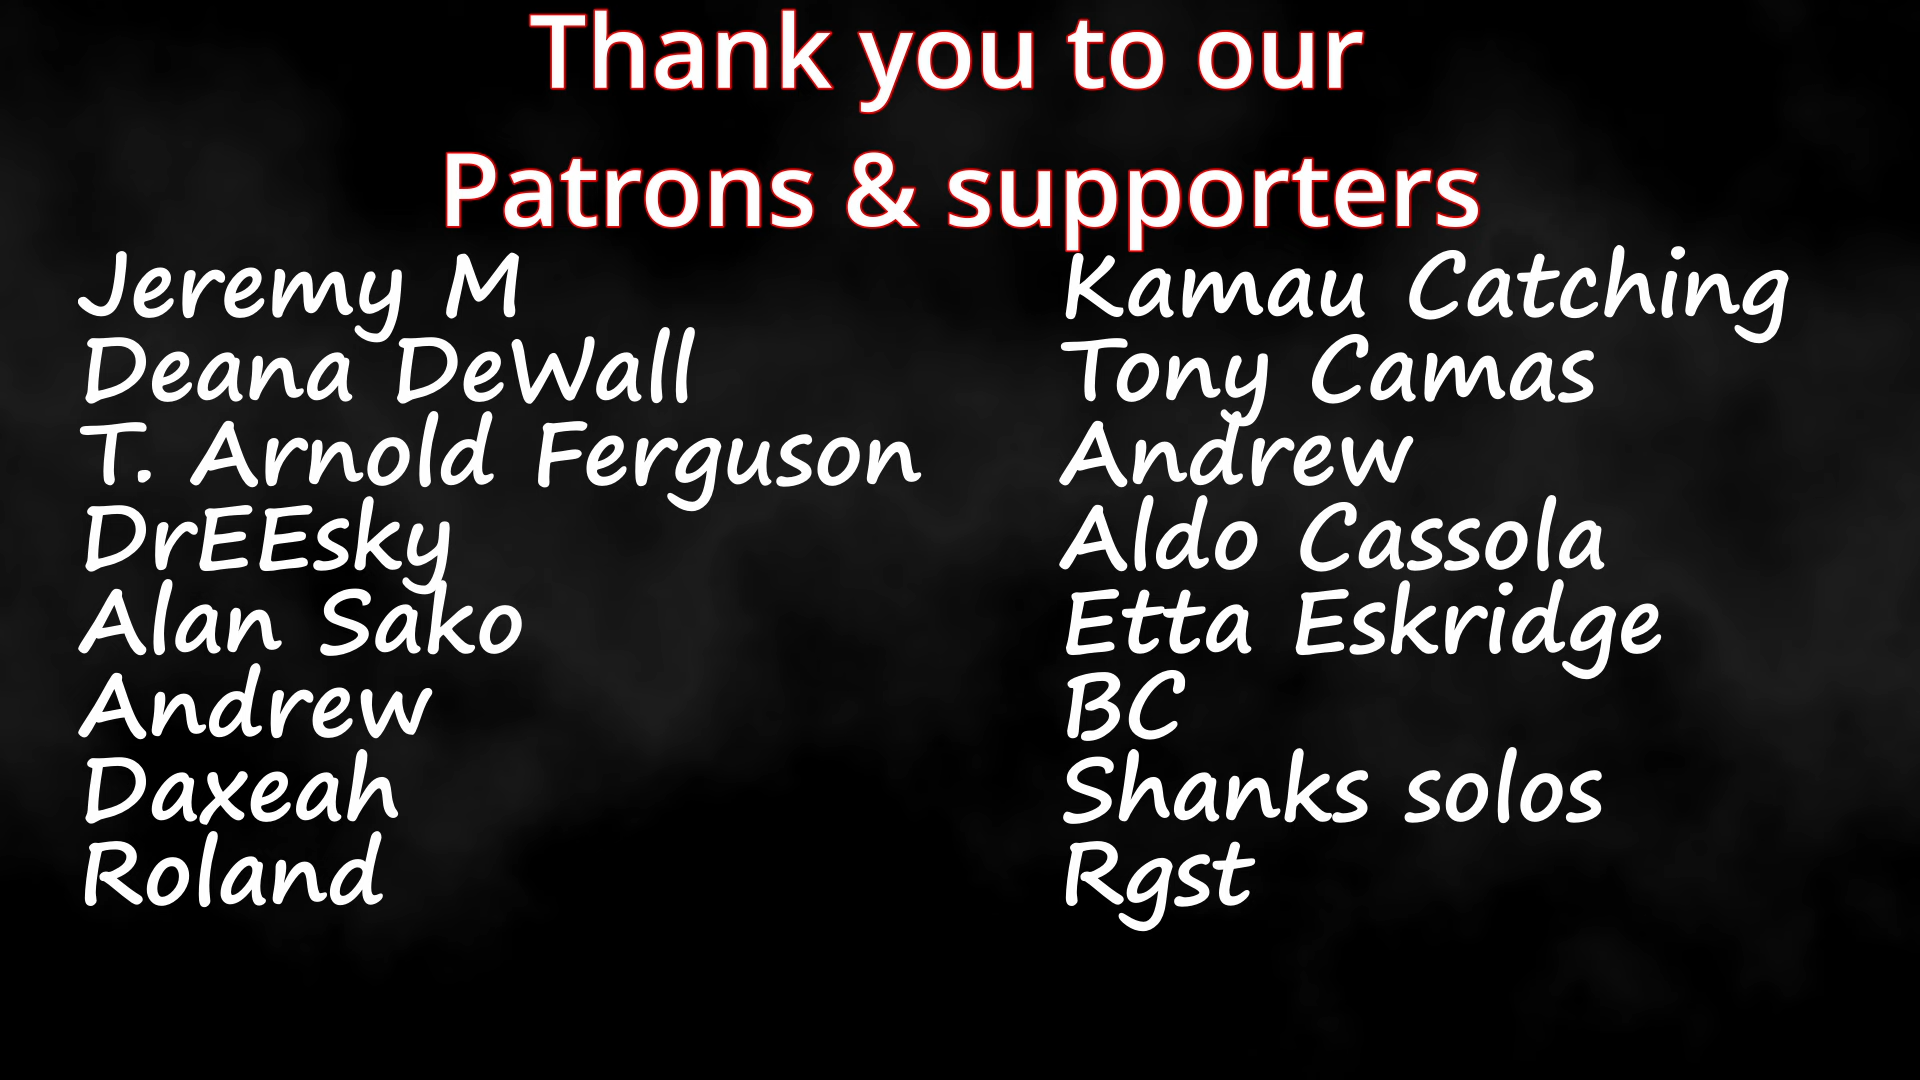 Thank you to our
Patrons & supporters
Jeremy M
Deana DeWall
T. Arnold Ferguson
DrEEsky
Alan Sako
Andrew
Daxeah
Roland
Kamau Catching
Tony Camas
Andrew
Aldo Cassola
Etta Eskridge
BC
Shanks solos
Rgst